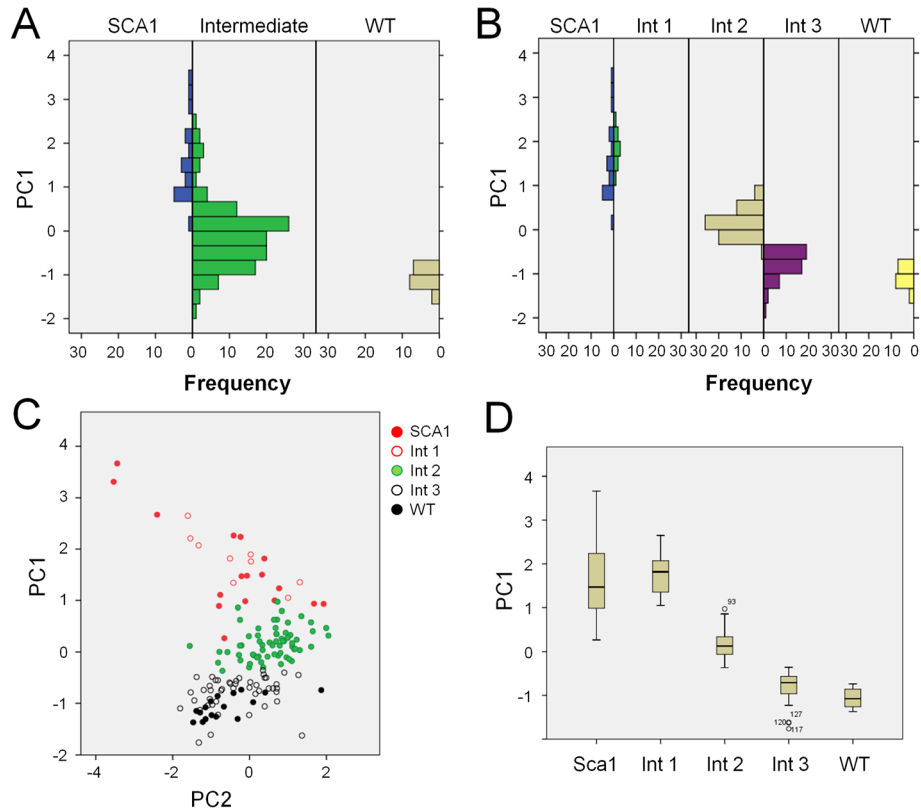 A
SCA1 Intermediate WT
PC1
4
3
2
1
0
-1
-2
30 20 10 0 10 20 30 20 10 0
Frequency
B
SCA1 Int 1 Int 2 Int 3 WT
PC1
4
3
2
1
0
-1
-2
30 20 10 0 10 20 30 30 20 10 0 10 20 30 30 20 10 0
Frequency
C
PC1
4
3
2
1
0
-1
-2
-4 -2 0 2
PC2
SCA1
Int 1
Int 2
Int 3
WT
D
PC1
4
3
2
1
0
-1
93
127
120
117
Sca1 Int 1 Int 2 Int 3 WT